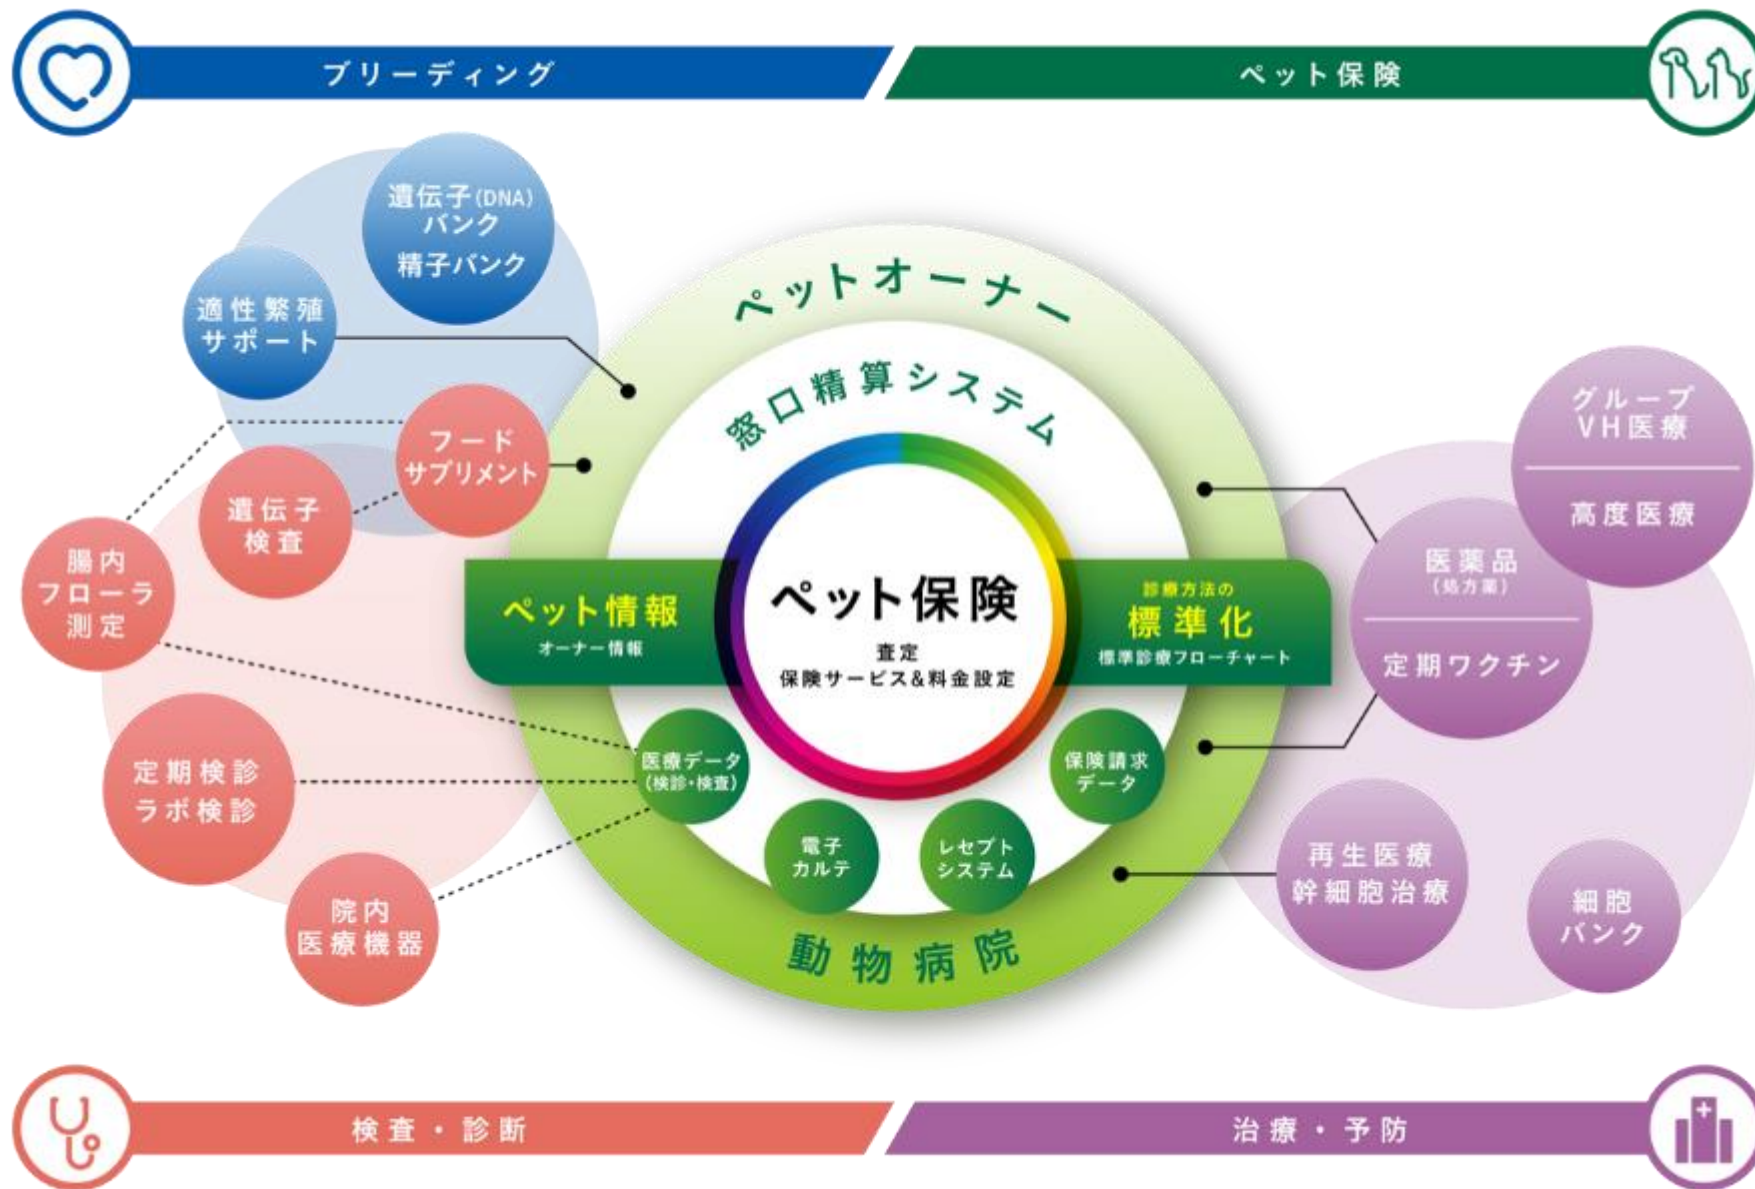 ブリーディング
ペット保険
遺伝子(DNA)
バンク
精子バンク
適性繁殖
サポート
フード
サプリメント
遺伝子
検査
腸内
フローラ
測定
定期検診
ラボ検診
院内
医療機器
ペットオーナー
窓口精算システム
ペット情報
オーナー情報
ペット保険
査定
保険サービス&料金設定
診療方法の
標準化
標準診療フローチャート
医療データ
(検診・検査)
電子
カルテ
レセプト
システム
保険請求
データ
動物病院
グループ
VH医療
高度医療
医薬品
(処方薬)
定期ワクチン
再生医療
幹細胞治療
細胞
バンク
検査・診断
治療・予防